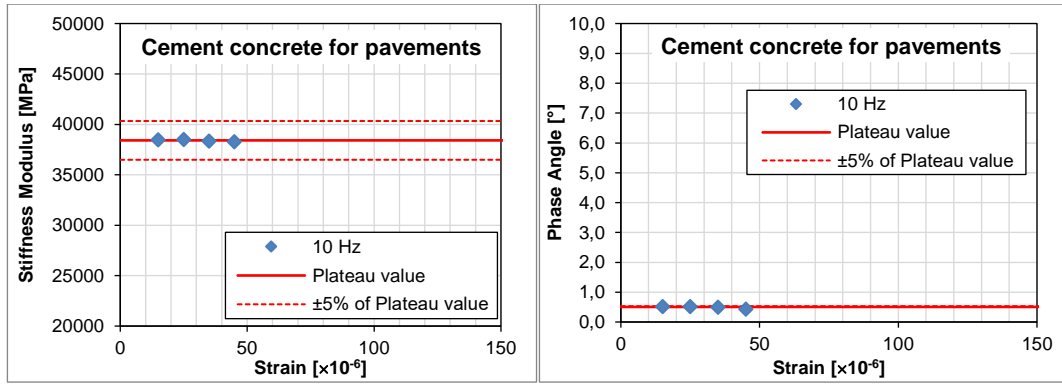 Cement concrete for pavements
Stiffness Modulus [MPa]
50000
45000
40000
35000
30000
25000
20000
10 Hz
Plateau value
±5% of Plateau value
0
50
100
150
Strain [×10⁻⁶]
Cement concrete for pavements
Phase Angle [°]
10,0
9,0
8,0
7,0
6,0
5,0
4,0
3,0
2,0
1,0
0,0
10 Hz
Plateau value
±5% of Plateau value
0
50
100
150
Strain [×10⁻⁶]